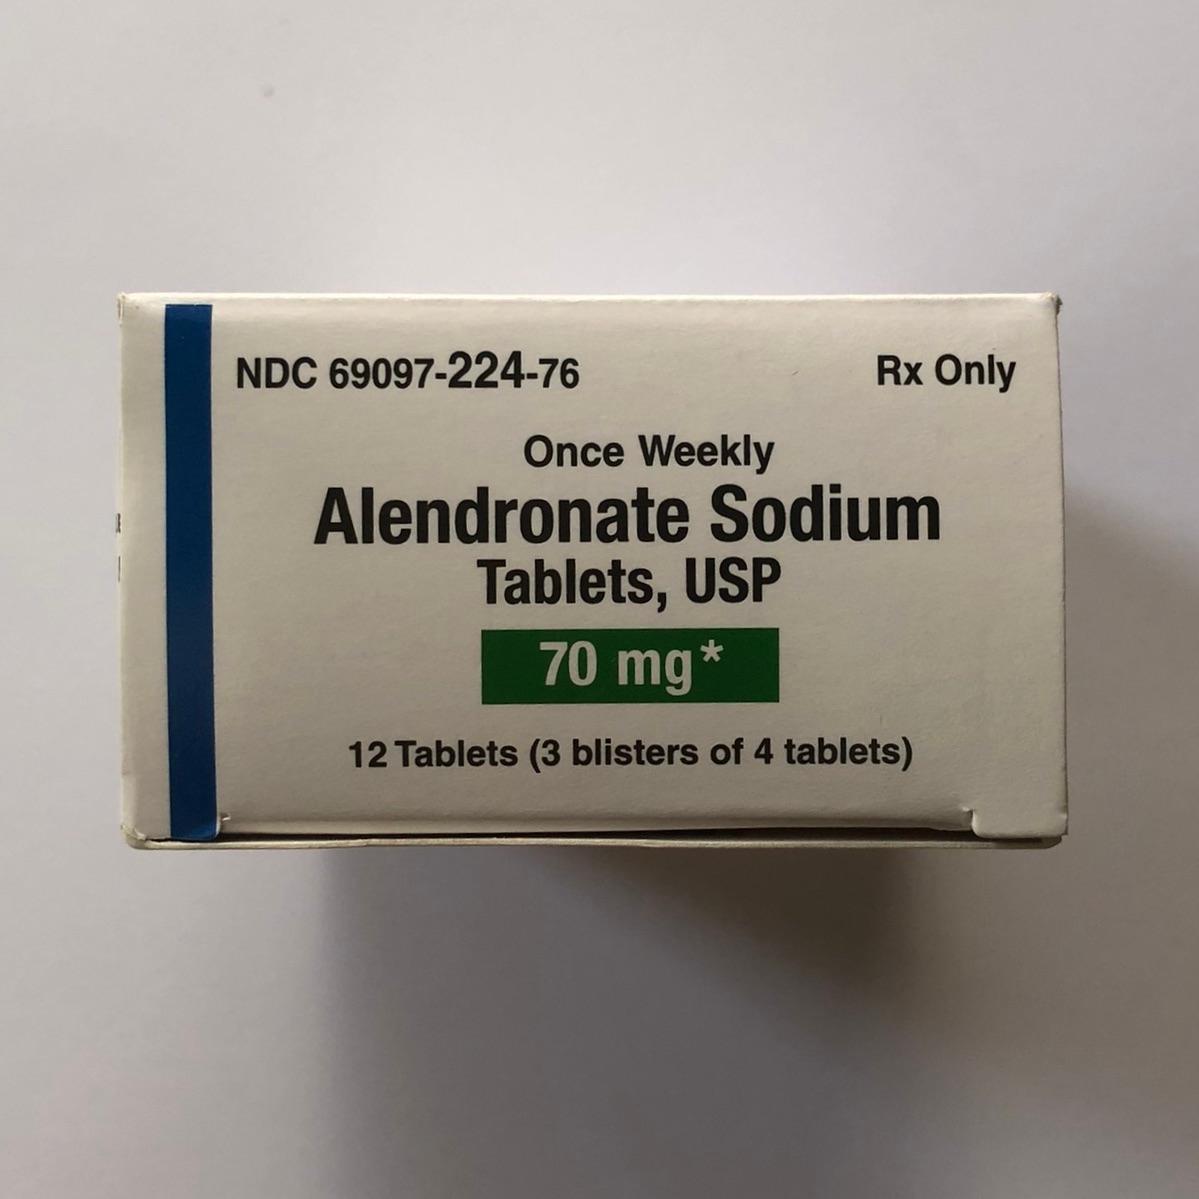 NDC 69097-224-76
Rx Only
Once Weekly
Alendronate Sodium
Tablets, USP
70 mg*
12 Tablets (3 blisters of 4 tablets)